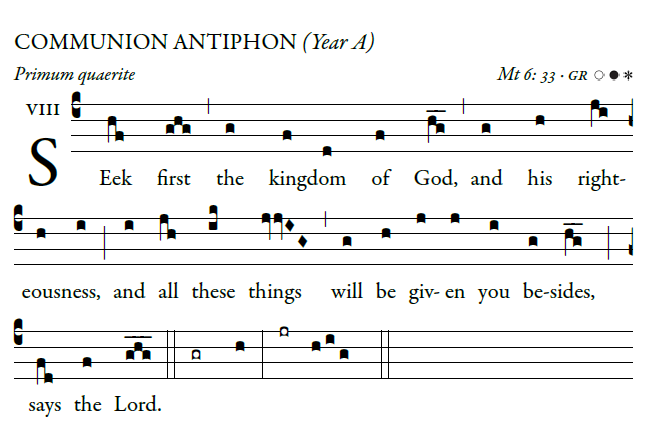 COMMUNION ANTIPHON (Year A)
Primum quaerite Mt 6: 33 · GR
VIII
SEek first the kingdom of God, and his right-
eousness, and all these things will be giv- en you be-sides,
says the Lord.